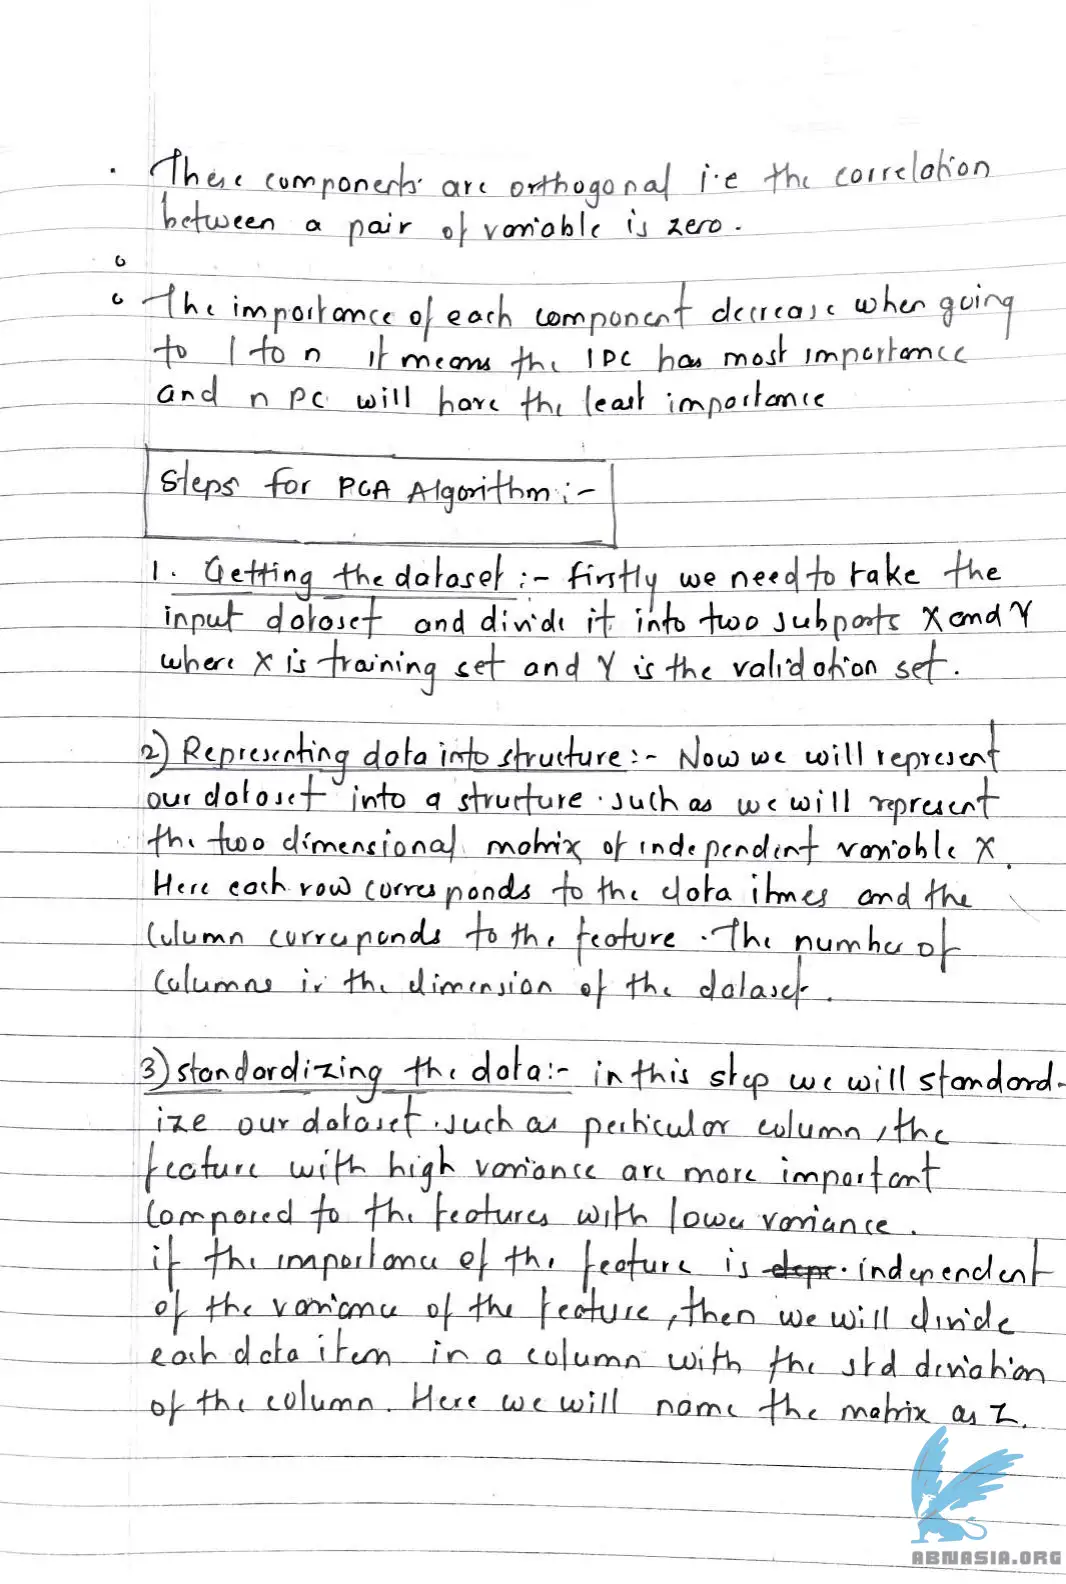 . These components are orthogonal i.e the correlation
between a pair of variable is zero.
o
o The importance of each component decrease when going
to 1 to n it means the 1 PC has most importance
and n PC will have the least importance
Steps for PCA Algorithm :-
1. Getting the dataset :- firstly we need to take the
input dataset and divide it into two subparts X and Y
where X is training set and Y is the validation set.
2) Representing data into structure :- Now we will represent
our dataset into a structure. such as we will represent
the two dimensional matrix of independent variable X.
Here each row corresponds to the data itmes and the
Column corresponds to the feature. The number of
Columns is the dimension of the dataset.
3) standardizing the data :- in this step we will standard-
ize our dataset. such as perticular column, the
feature with high variance are more important
Compared to the features with lower variance.
if the importance of the feature is depe. independent
of the variance of the feature, then we will divide
each data item in a column with the std deviation
of the column. Here we will name the matrix as Z.
ABNASIA.ORG